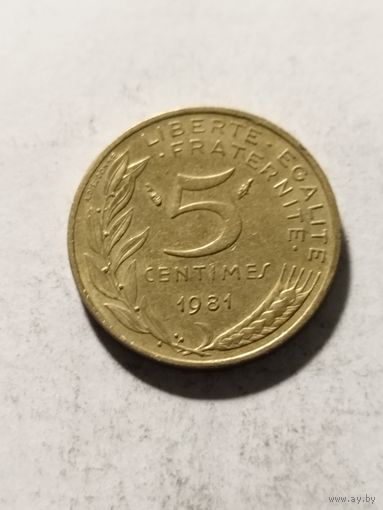 LIBERTE · EGALITE
· FRATERNITE ·
5
CENTIMES
1981
www.ay.by